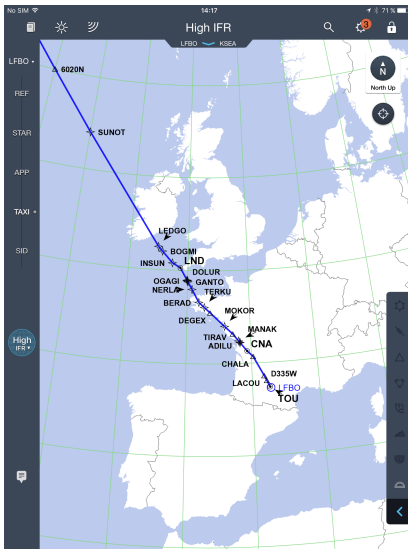 No SIM
14:17
71 %
High IFR
3
LFBO
KSEA
LFBO
6020N
N
North Up
REF
SUNOT
STAR
APP
TAXI
LEDGO
BOGMI
SID
INSUN
LND
DOLUR
OGAGI
GANTO
NERLA
TERKU
BERAD
MOKOR
DEGEX
MANAK
High
IFR
TIRAV
CNA
ADILU
CHALA
D335W
LACOU
LFBO
TOU